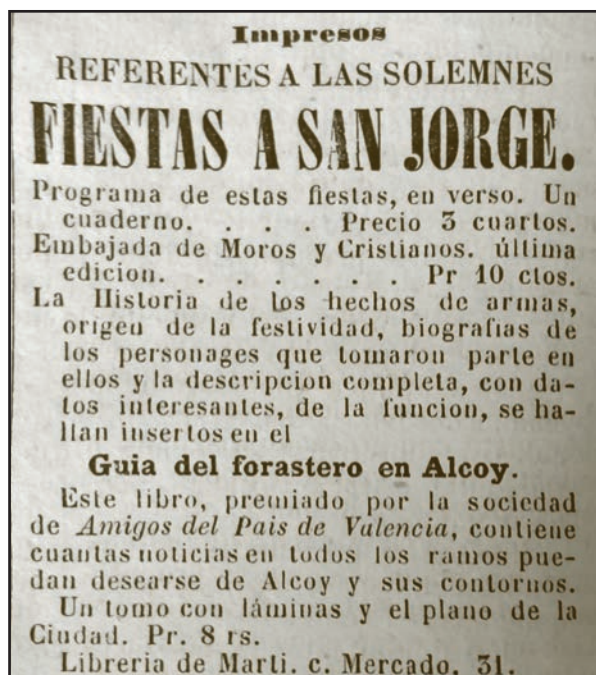 Impresos
REFERENTES A LAS SOLEMNES
FIESTAS A SAN JORGE.
Programa de estas fiestas, en verso. Un
cuaderno. . . . Precio 3 cuartos.
Embajada de Moros y Cristianos. última
edicion. . . . . . . Pr 10 ctos.
La Historia de los hechos de armas,
origen de la festividad, biografias de
los personages que tomaron parte en
ellos y la descripcion completa, con da-
tos interesantes, de la funcion, se ha-
llan insertos en el
Guia del forastero en Alcoy.
Este libro, premiado por la sociedad
de Amigos del Pais de Valencia, contiene
cuantas noticias en todos los ramos pue-
dan desearse de Alcoy y sus contornos.
Un tomo con láminas y el plano de la
Ciudad. Pr. 8 rs.
Libreria de Marti. c. Mercado, 31.